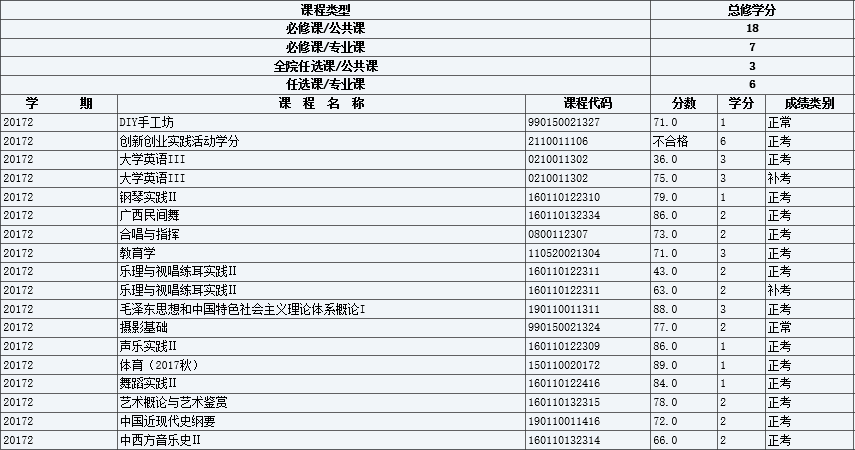 课程类型 总修学分
必修课/公共课 18
必修课/专业课 7
全院任选课/公共课 3
任选课/专业课 6
学 期 课 程 名 称 课程代码 分数 学分 成绩类别
20172 DIY手工坊 990150021327 71.0 1 正常
20172 创新创业实践活动学分 2110011106 不合格 6 正考
20172 大学英语III 0210011302 36.0 3 正考
20172 大学英语III 0210011302 75.0 3 补考
20172 钢琴实践Ⅱ 160110122310 79.0 1 正考
20172 广西民间舞 160110132334 86.0 2 正考
20172 合唱与指挥 0800112307 73.0 2 正考
20172 教育学 110520021304 71.0 3 正考
20172 乐理与视唱练耳实践Ⅱ 160110122311 43.0 2 正考
20172 乐理与视唱练耳实践Ⅱ 160110122311 63.0 2 补考
20172 毛泽东思想和中国特色社会主义理论体系概论I 190110011311 88.0 3 正考
20172 摄影基础 990150021324 77.0 2 正常
20172 声乐实践Ⅱ 160110122309 86.0 1 正考
20172 体育（2017秋） 150110020172 89.0 1 正考
20172 舞蹈实践Ⅱ 160110122416 84.0 1 正考
20172 艺术概论与艺术鉴赏 160110132315 78.0 2 正考
20172 中国近现代史纲要 190110011416 72.0 2 正考
20172 中西方音乐史Ⅱ 160110132314 66.0 2 正考